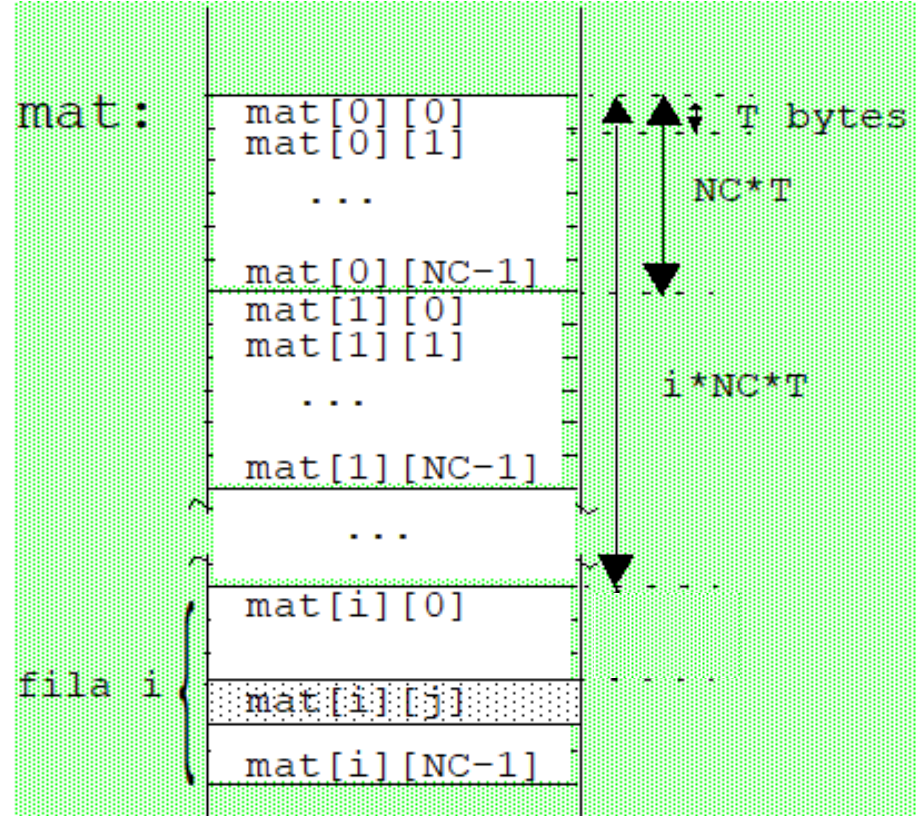 mat:
mat[0][0]
T bytes
mat[0][1]
...
NC*T
mat[0][NC-1]
mat[1][0]
mat[1][1]
i*NC*T
...
mat[1][NC-1]
...
mat[i][0]
fila i
mat[i][j]
mat[i][NC-1]